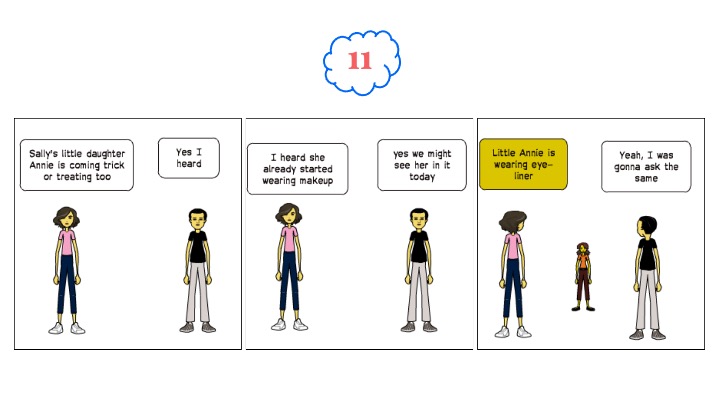 11
Sally's little daughter
Annie is coming trick
or treating too
Yes I
heard
I heard she
already started
wearing makeup
yes we might
see her in it
today
Little Annie is
wearing eye-
liner
Yeah, I was
gonna ask the
same